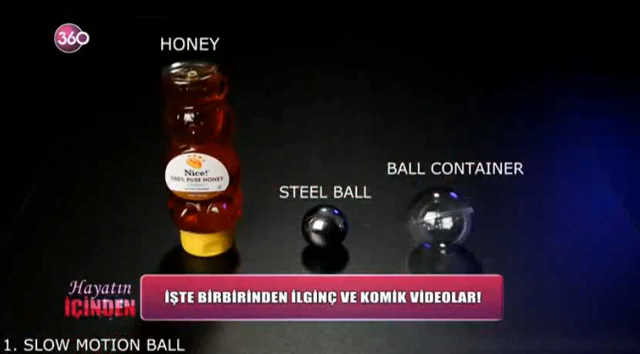 360
HONEY
Nice!
100% PURE HONEY
STEEL BALL
BALL CONTAINER
Hayatın
İÇİNDEN
İŞTE BİRBİRİNDEN İLGİNÇ VE KOMİK VİDEOLAR!
1. SLOW MOTION BALL